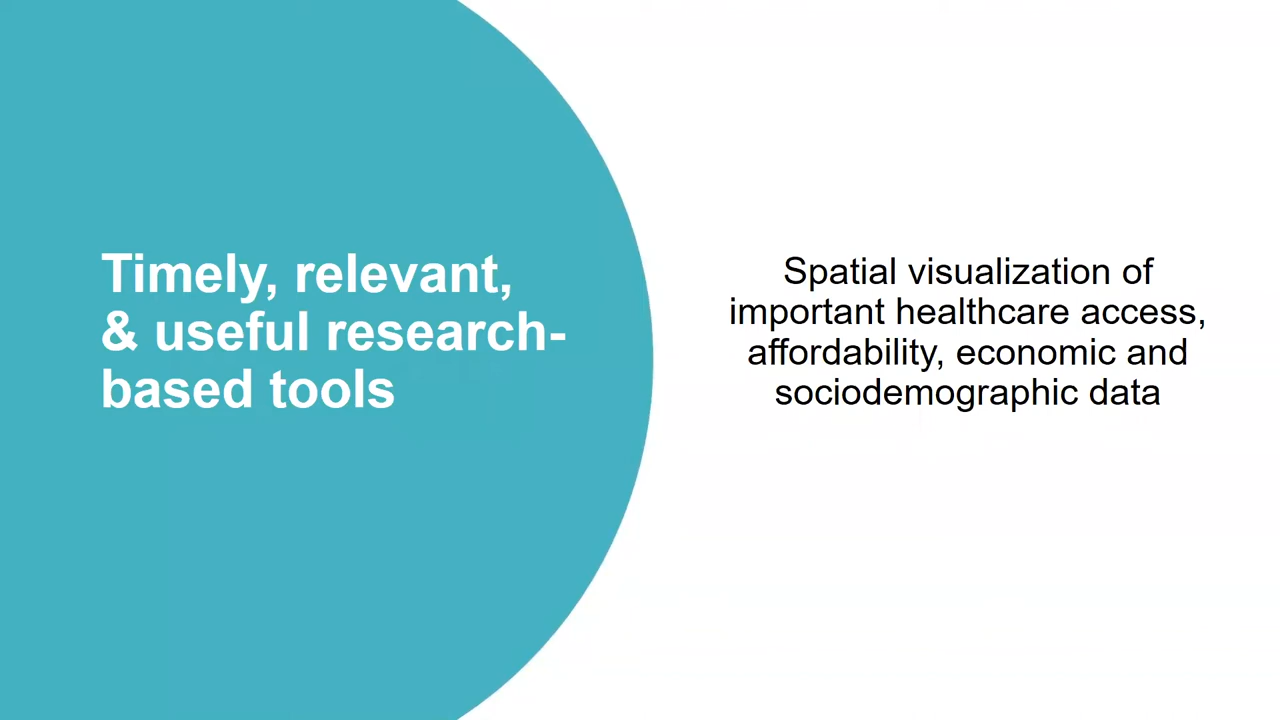 Timely, relevant,
& useful research-
based tools
Spatial visualization of
important healthcare access,
affordability, economic and
sociodemographic data